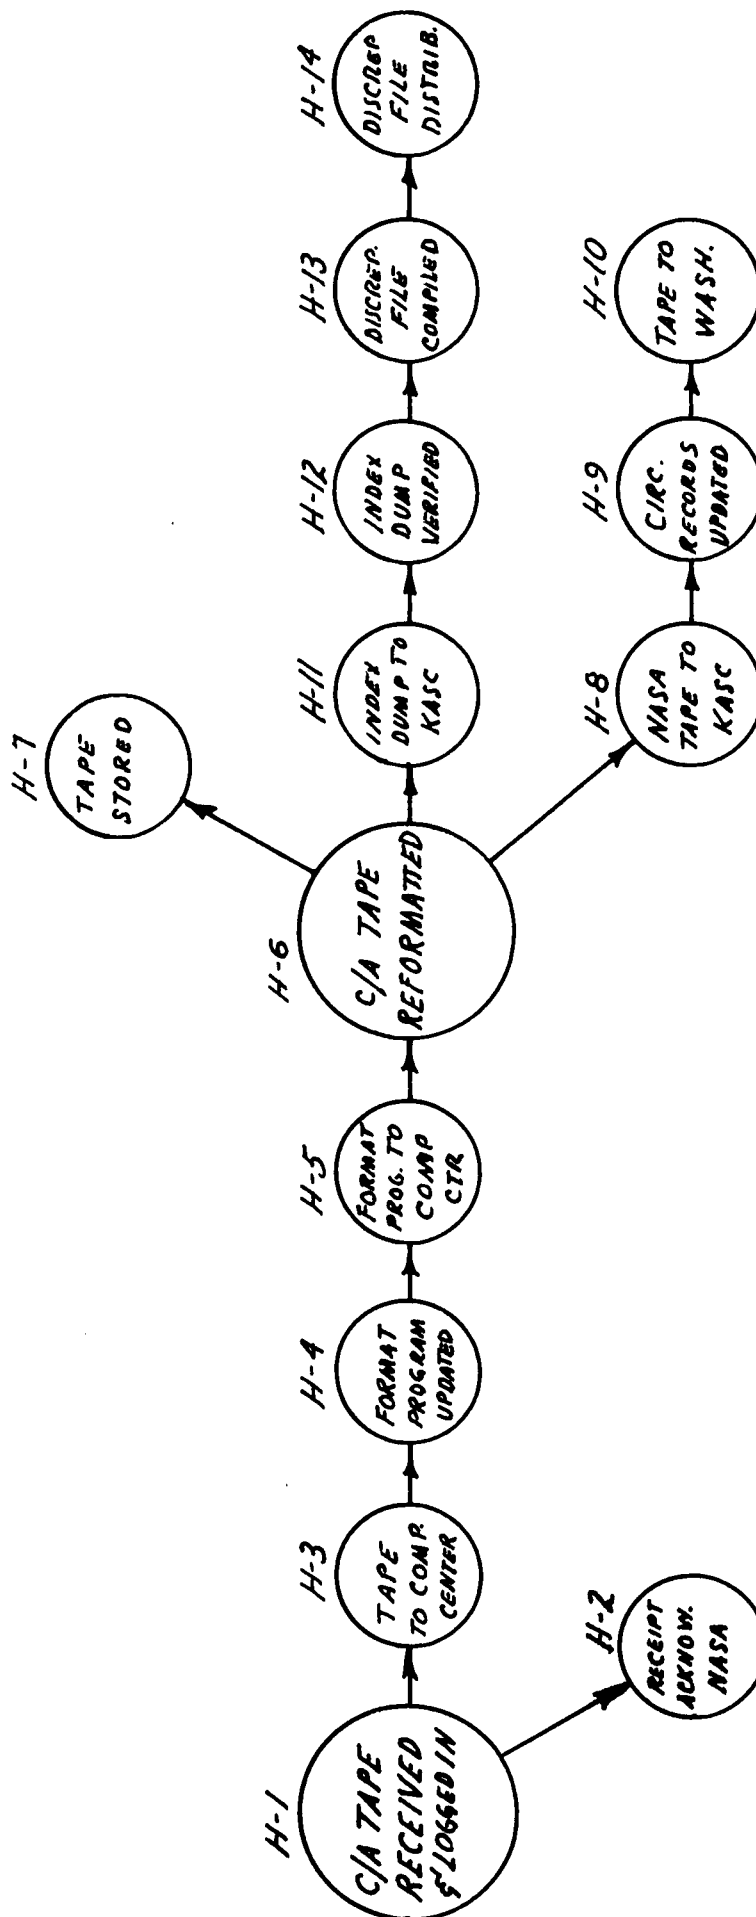 H-1
C/A TAPE
RECEIVED
& LOGGED IN
H-2
RECEIPT
ACKNOW.
NASA
H-3
TAPE
TO COMP.
CENTER
H-4
FORMAT
PROGRAM
UPDATED
H-5
FORMAT
PROG. TO
COMP
CTR
H-6
C/A TAPE
REFORMATTED
H-7
TAPE
STORED
H-8
NASA
TAPE TO
KASC
H-9
CIRC.
RECORDS
UPDATED
H-10
TAPE TO
WASH.
H-11
INDEX
DUMP TO
KASC
H-12
INDEX
DUMP
VERIFIED
H-13
DISCREP.
FILE
COMPILED
H-14
DISCREP
FILE
DISTRIB.